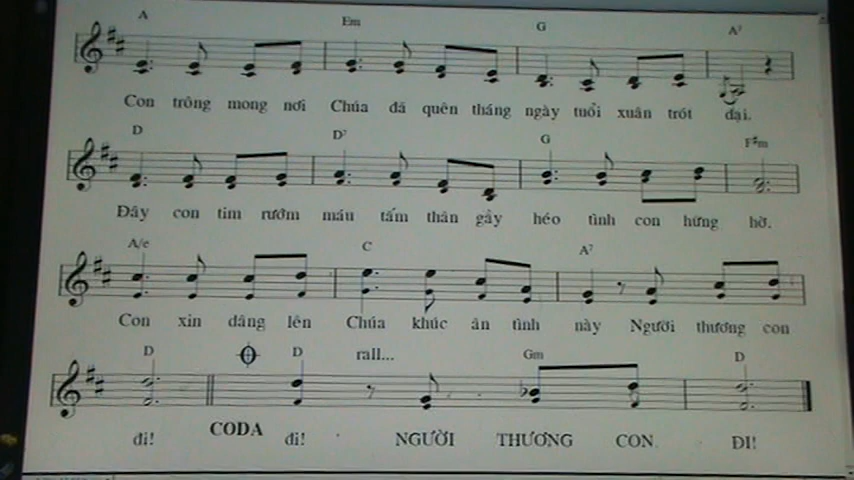 A Em G A7
Con trông mong nơi Chúa đã quên tháng ngày tuổi xuân trót dại.
D D7 G F#m
Đây con tim rướm máu tấm thân gầy héo tình con hững hờ.
A/e C A7
Con xin dâng lên Chúa khúc ân tình này Người thương con
D D rall... Gm D
đi! CODA đi! NGƯỜI THƯƠNG CON ĐI!